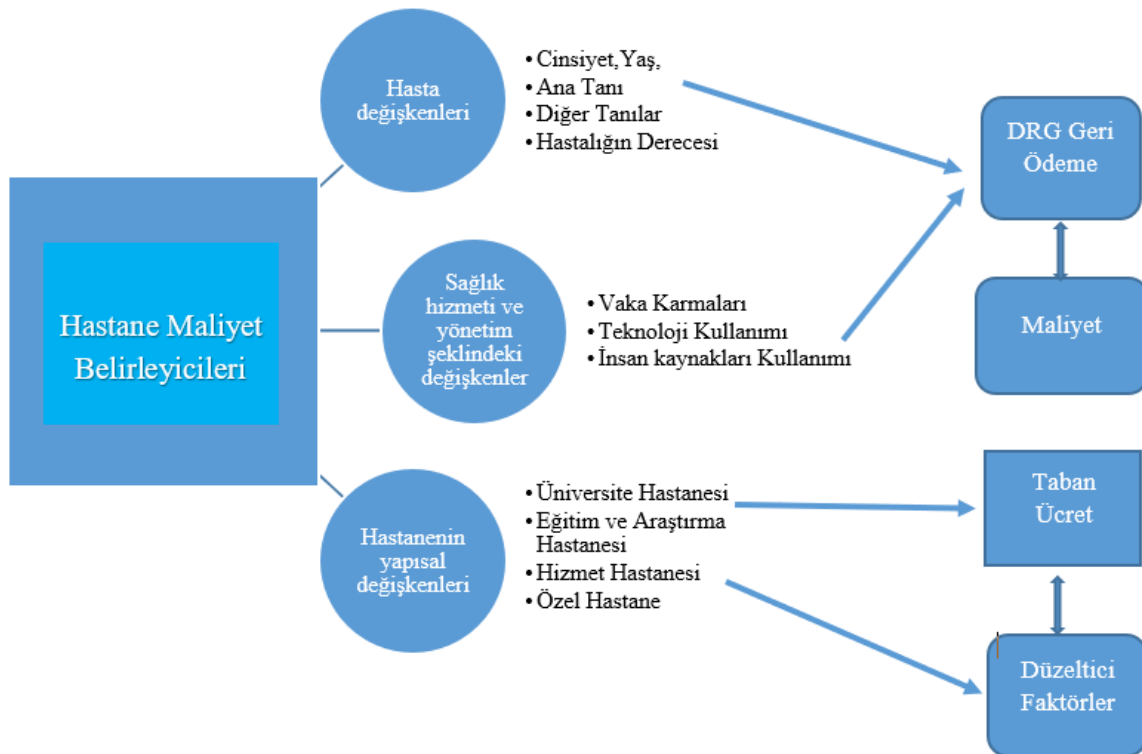 Hastane Maliyet
Belirleyicileri
Hasta
değişkenleri
• Cinsiyet,Yaş,
• Ana Tanı
• Diğer Tanılar
• Hastalığın Derecesi
Sağlık
hizmeti ve
yönetim
şeklindeki
değişkenler
• Vaka Karmaları
• Teknoloji Kullanımı
• İnsan kaynakları Kullanımı
Hastanenin
yapısal
değişkenleri
• Üniversite Hastanesi
• Eğitim ve Araştırma
Hastanesi
• Hizmet Hastanesi
• Özel Hastane
DRG Geri
Ödeme
Maliyet
Taban
Ücret
Düzeltici
Faktörler